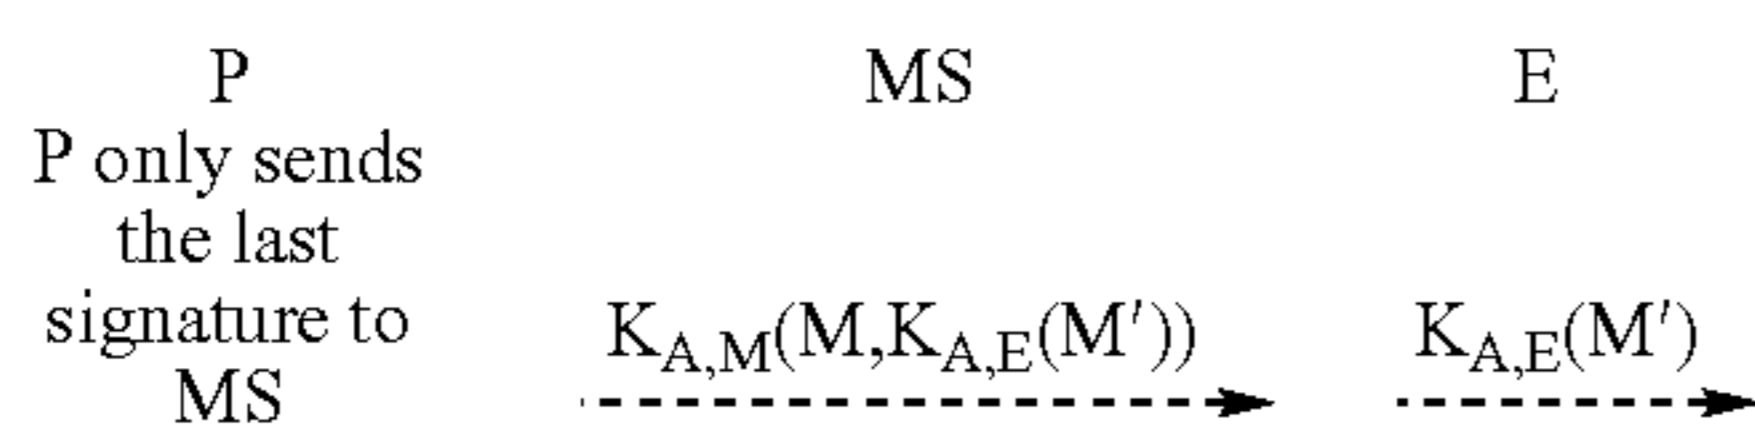 P MS E
P only sends
the last
signature to
MS
K_{A,M}(M,K_{A,E}(M′)) K_{A,E}(M′)